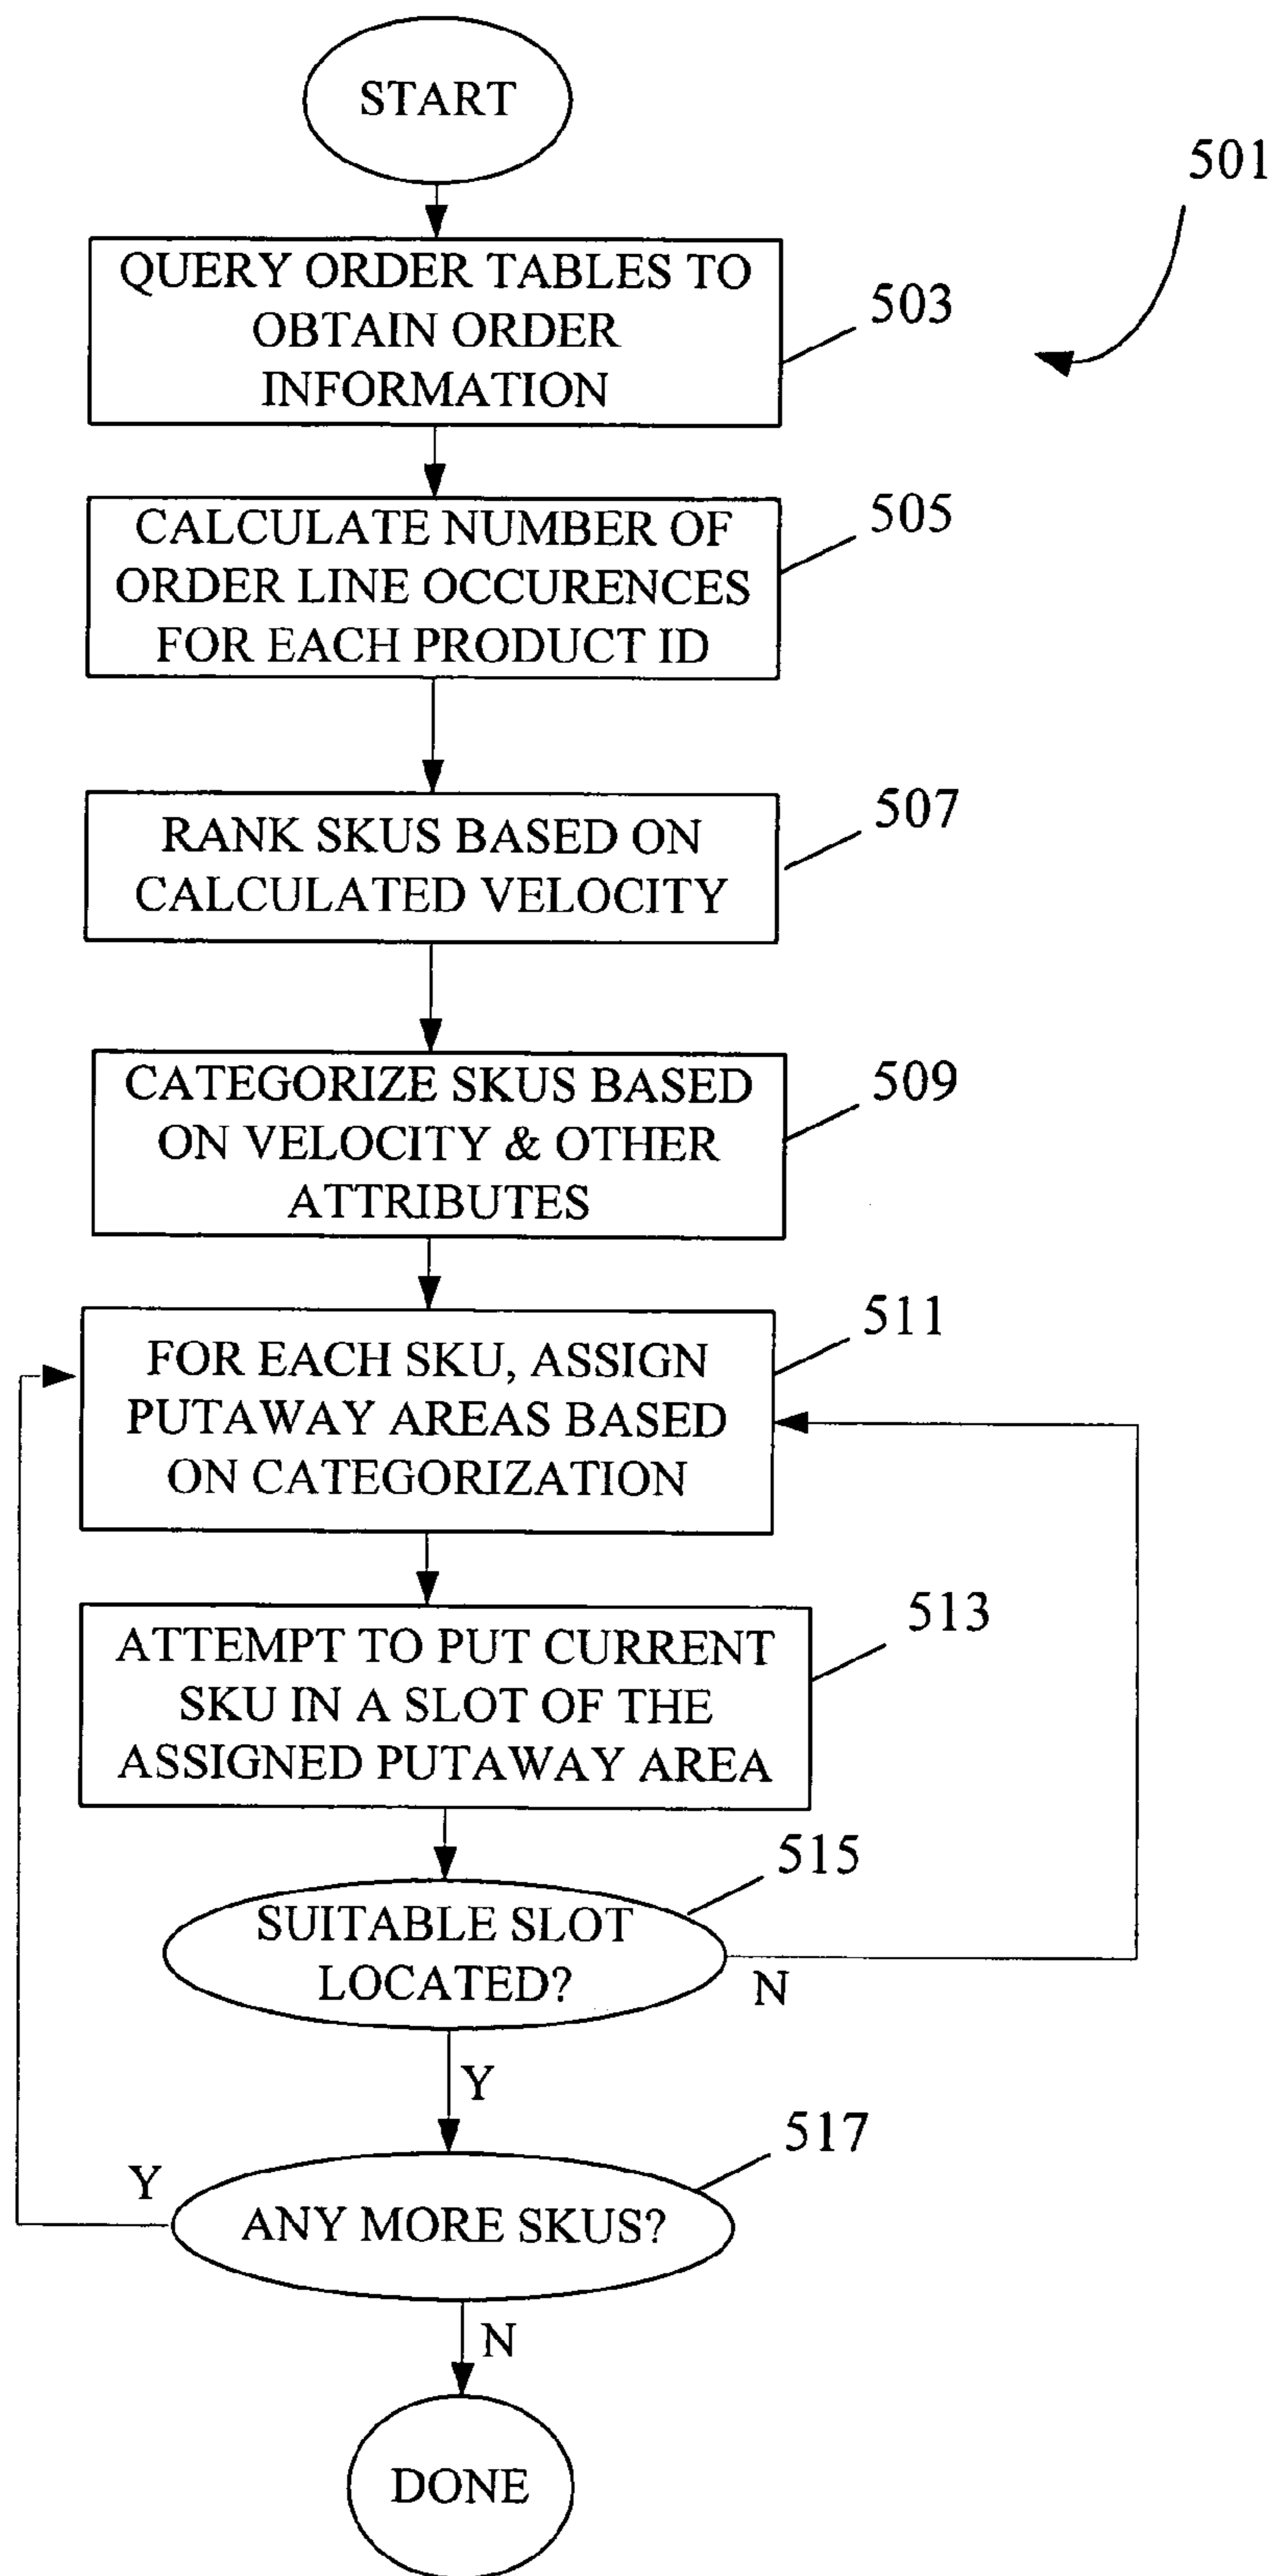 START
501
QUERY ORDER TABLES TO
OBTAIN ORDER
INFORMATION
503
CALCULATE NUMBER OF
ORDER LINE OCCURENCES
FOR EACH PRODUCT ID
505
RANK SKUS BASED ON
CALCULATED VELOCITY
507
CATEGORIZE SKUS BASED
ON VELOCITY & OTHER
ATTRIBUTES
509
FOR EACH SKU, ASSIGN
PUTAWAY AREAS BASED
ON CATEGORIZATION
511
ATTEMPT TO PUT CURRENT
SKU IN A SLOT OF THE
ASSIGNED PUTAWAY AREA
513
SUITABLE SLOT
LOCATED?
515
N
Y
ANY MORE SKUS?
517
Y
N
DONE